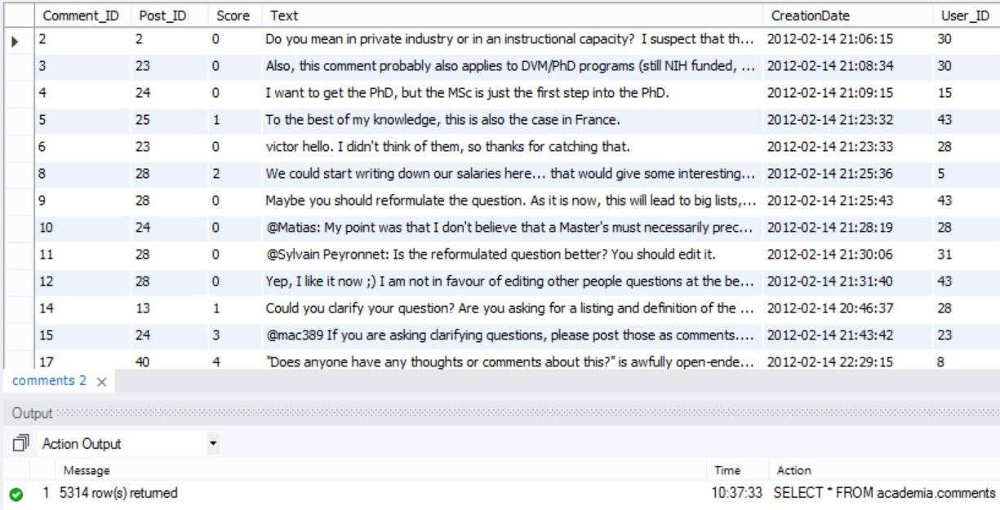 Comment_ID Post_ID Score Text CreationDate User_ID
2 2 0 Do you mean in private industry or in an instructional capacity? I suspect that th... 2012-02-14 21:06:15 30
3 23 0 Also, this comment probably also applies to DVM/PhD programs (still NIH funded, ... 2012-02-14 21:08:34 30
4 24 0 I want to get the PhD, but the MSc is just the first step into the PhD. 2012-02-14 21:09:15 15
5 25 1 To the best of my knowledge, this is also the case in France. 2012-02-14 21:23:32 43
6 23 0 victor hello. I didn't think of them, so thanks for catching that. 2012-02-14 21:23:33 28
8 28 2 We could start writing down our salaries here... that would give some interesting... 2012-02-14 21:25:36 5
9 28 0 Maybe you should reformulate the question. As it is now, this will lead to big lists,... 2012-02-14 21:25:43 43
10 24 0 @Matias: My point was that I don't believe that a Master's must necessarily prec... 2012-02-14 21:28:19 28
11 28 0 @Sylvain Peyronnet: Is the reformulated question better? You should edit it. 2012-02-14 21:30:06 31
12 28 0 Yep, I like it now ;) I am not in favour of editing other people questions at the be... 2012-02-14 21:31:40 43
14 13 1 Could you clarify your question? Are you asking for a listing and definition of the ... 2012-02-14 20:46:37 28
15 24 3 @mac389 If you are asking clarifying questions, please post those as comments.... 2012-02-14 21:43:42 23
17 40 4 "Does anyone have any thoughts or comments about this?" is awfully open-ende... 2012-02-14 22:29:15 8
comments 2
Output
Action Output
Message Time Action
1 5314 row(s) returned 10:37:33 SELECT * FROM academia.comments